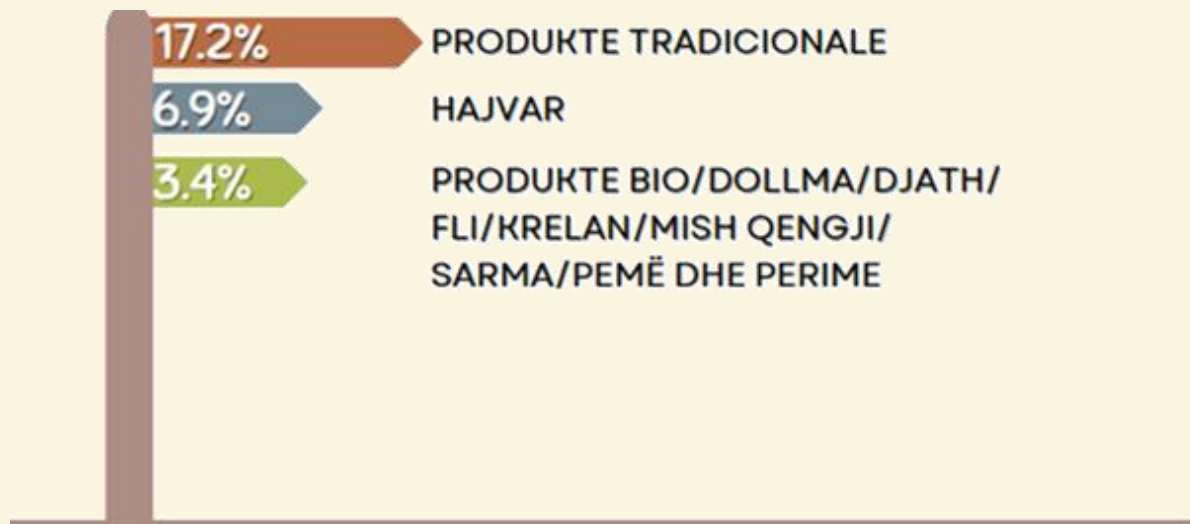 17.2% PRODUKTE TRADICIONALE
6.9% HAJVAR
3.4% PRODUKTE BIO/DOLLMA/DJATH/
FLI/KRELAN/MISH QENGJI/
SARMA/PEMË DHE PERIME